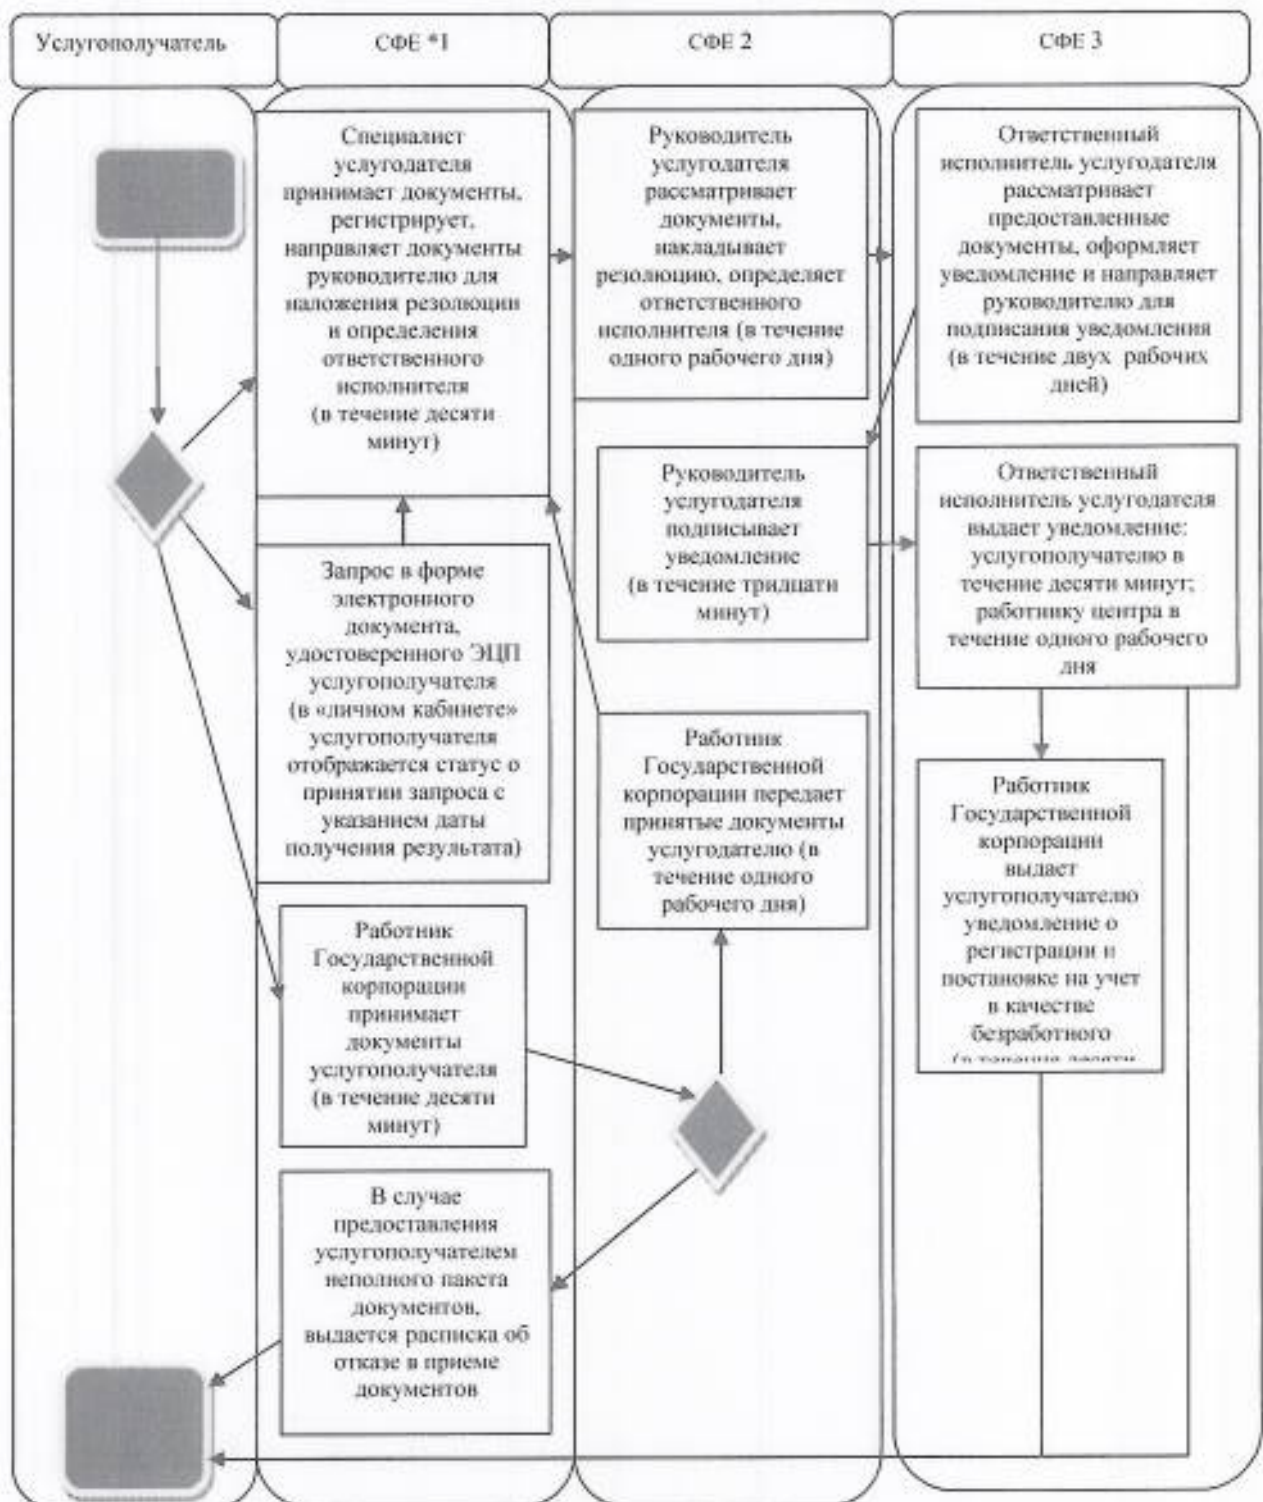 Услугополучатель
СФЕ *1
СФЕ 2
СФЕ 3
Специалист
услугодателя
принимает документы,
регистрирует,
направляет документы
руководителю для
наложения резолюции
и определения
ответственного
исполнителя
(в течение десяти
минут)
Руководитель
услугодателя
рассматривает
документы,
накладывает
резолюцию, определяет
ответственного
исполнителя (в течение
одного рабочего дня)
Ответственный
исполнитель услугодателя
рассматривает
предоставленные
документы, оформляет
уведомление и направляет
руководителю для
подписания уведомления
(в течение двух рабочих
дней)
Руководитель
услугодателя
подписывает
уведомление
(в течение тридцати
минут)
Ответственный
исполнитель услугодателя
выдает уведомление:
услугополучателю в
течение десяти минут;
работнику центра в
течение одного рабочего
дня
Запрос в форме
электронного
документа,
удостоверенного ЭЦП
услугополучателя
(в «личном кабинете»
услугополучателя
отображается статус о
принятии запроса с
указанием даты
получения результата)
Работник
Государственной
корпорации передает
принятые документы
услугодателю (в
течение одного
рабочего дня)
Работник
Государственной
корпорации
выдает
услугополучателю
уведомление о
регистрации и
постановке на учет
в качестве
безработного
(в течение десяти
Работник
Государственной
корпорации
принимает
документы
услугополучателя
(в течение десяти
минут)
В случае
предоставления
услугополучателем
неполного пакета
документов,
выдается расписка об
отказе в приеме
документов